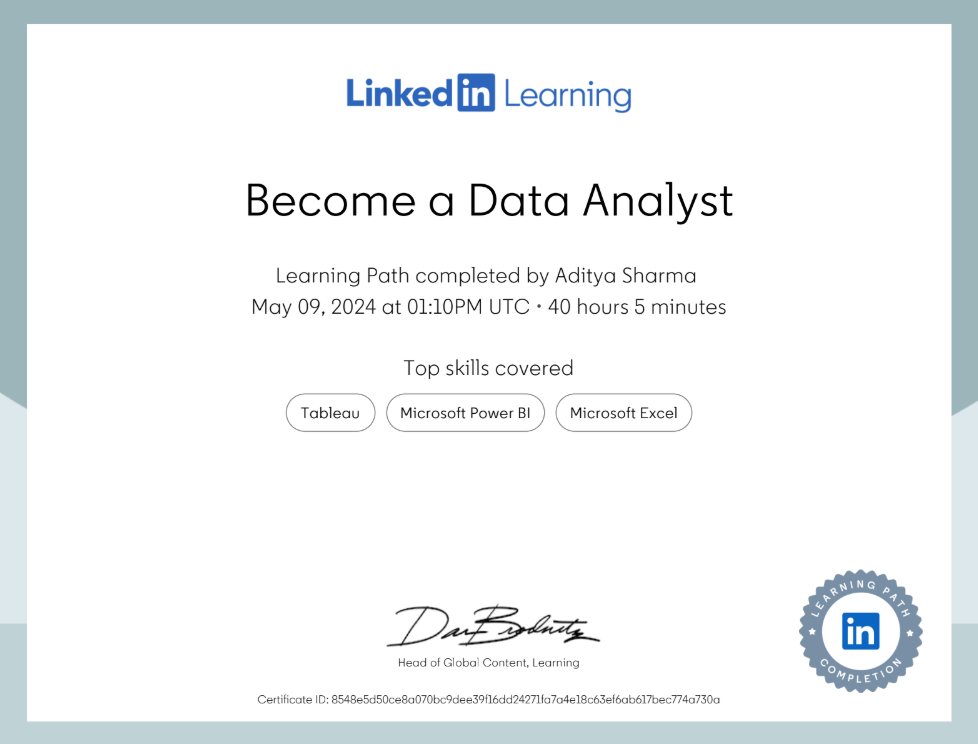 Linked in Learning
Become a Data Analyst
Learning Path completed by Aditya Sharma
May 09, 2024 at 01:10PM UTC • 40 hours 5 minutes
Top skills covered
Tableau
Microsoft Power BI
Microsoft Excel
Dan Brodnitz
Head of Global Content, Learning
LEARNING PATH
in
COMPLETION
Certificate ID: 8548e5d50ce8a070bc9dee39f16dd24271fa7a4e18c63ef6ab617bec774a730a